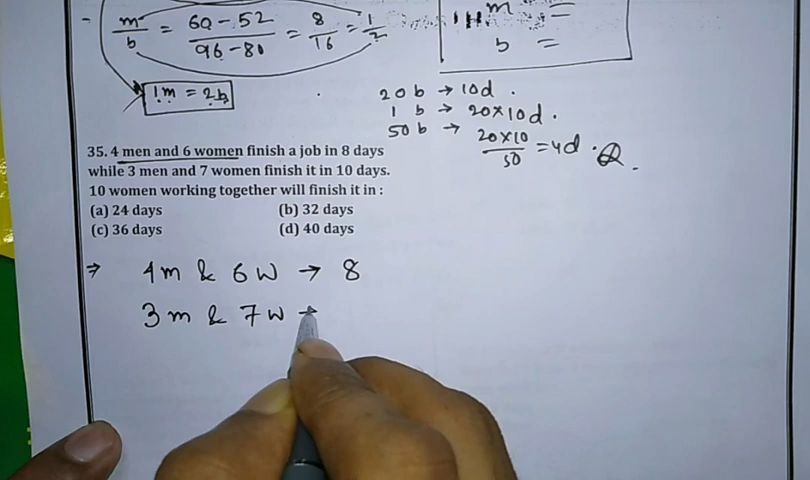 - m/b = 60-52/96-80 = 8/16 = 1/2
1m = 2b
m =
b =
20 b → 10d .
1 b → 20×10d .
50b → 20×10/50 = 4d .
35. 4 men and 6 women finish a job in 8 days
while 3 men and 7 women finish it in 10 days.
10 women working together will finish it in :
(a) 24 days (b) 32 days
(c) 36 days (d) 40 days
⇒ 4m & 6w → 8
3m & 7w →